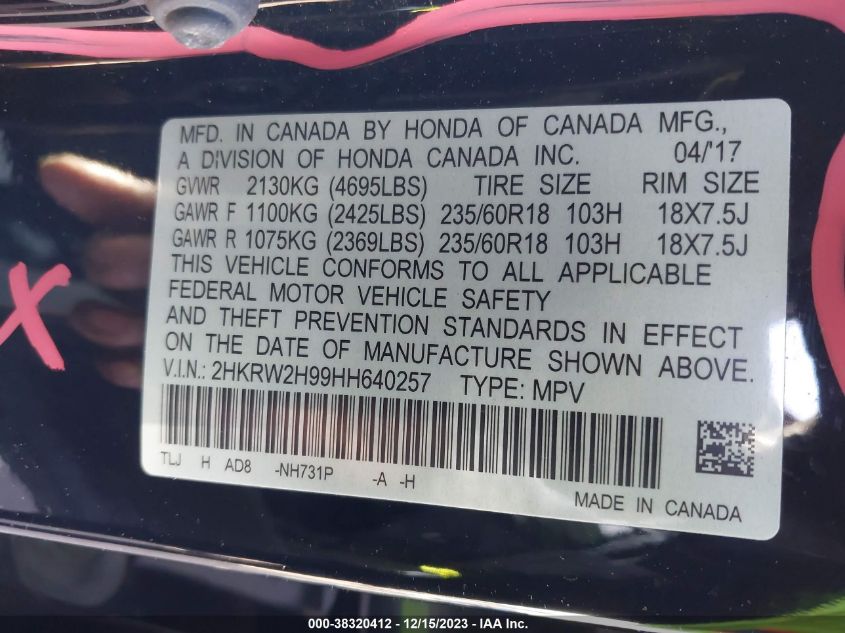 MFD. IN CANADA BY HONDA OF CANADA MFG.,
A DIVISION OF HONDA CANADA INC. 04/'17
GVWR 2130KG (4695LBS) TIRE SIZE RIM SIZE
GAWR F 1100KG (2425LBS) 235/60R18 103H 18X7.5J
GAWR R 1075KG (2369LBS) 235/60R18 103H 18X7.5J
THIS VEHICLE CONFORMS TO ALL APPLICABLE
FEDERAL MOTOR VEHICLE SAFETY
AND THEFT PREVENTION STANDARDS IN EFFECT
ON THE DATE OF MANUFACTURE SHOWN ABOVE.
V.I.N.: 2HKRW2H99HH640257 TYPE: MPV
TLJ H AD8 -NH731P -A -H
MADE IN CANADA
X
000-38320412 - 12/15/2023 - IAA Inc.